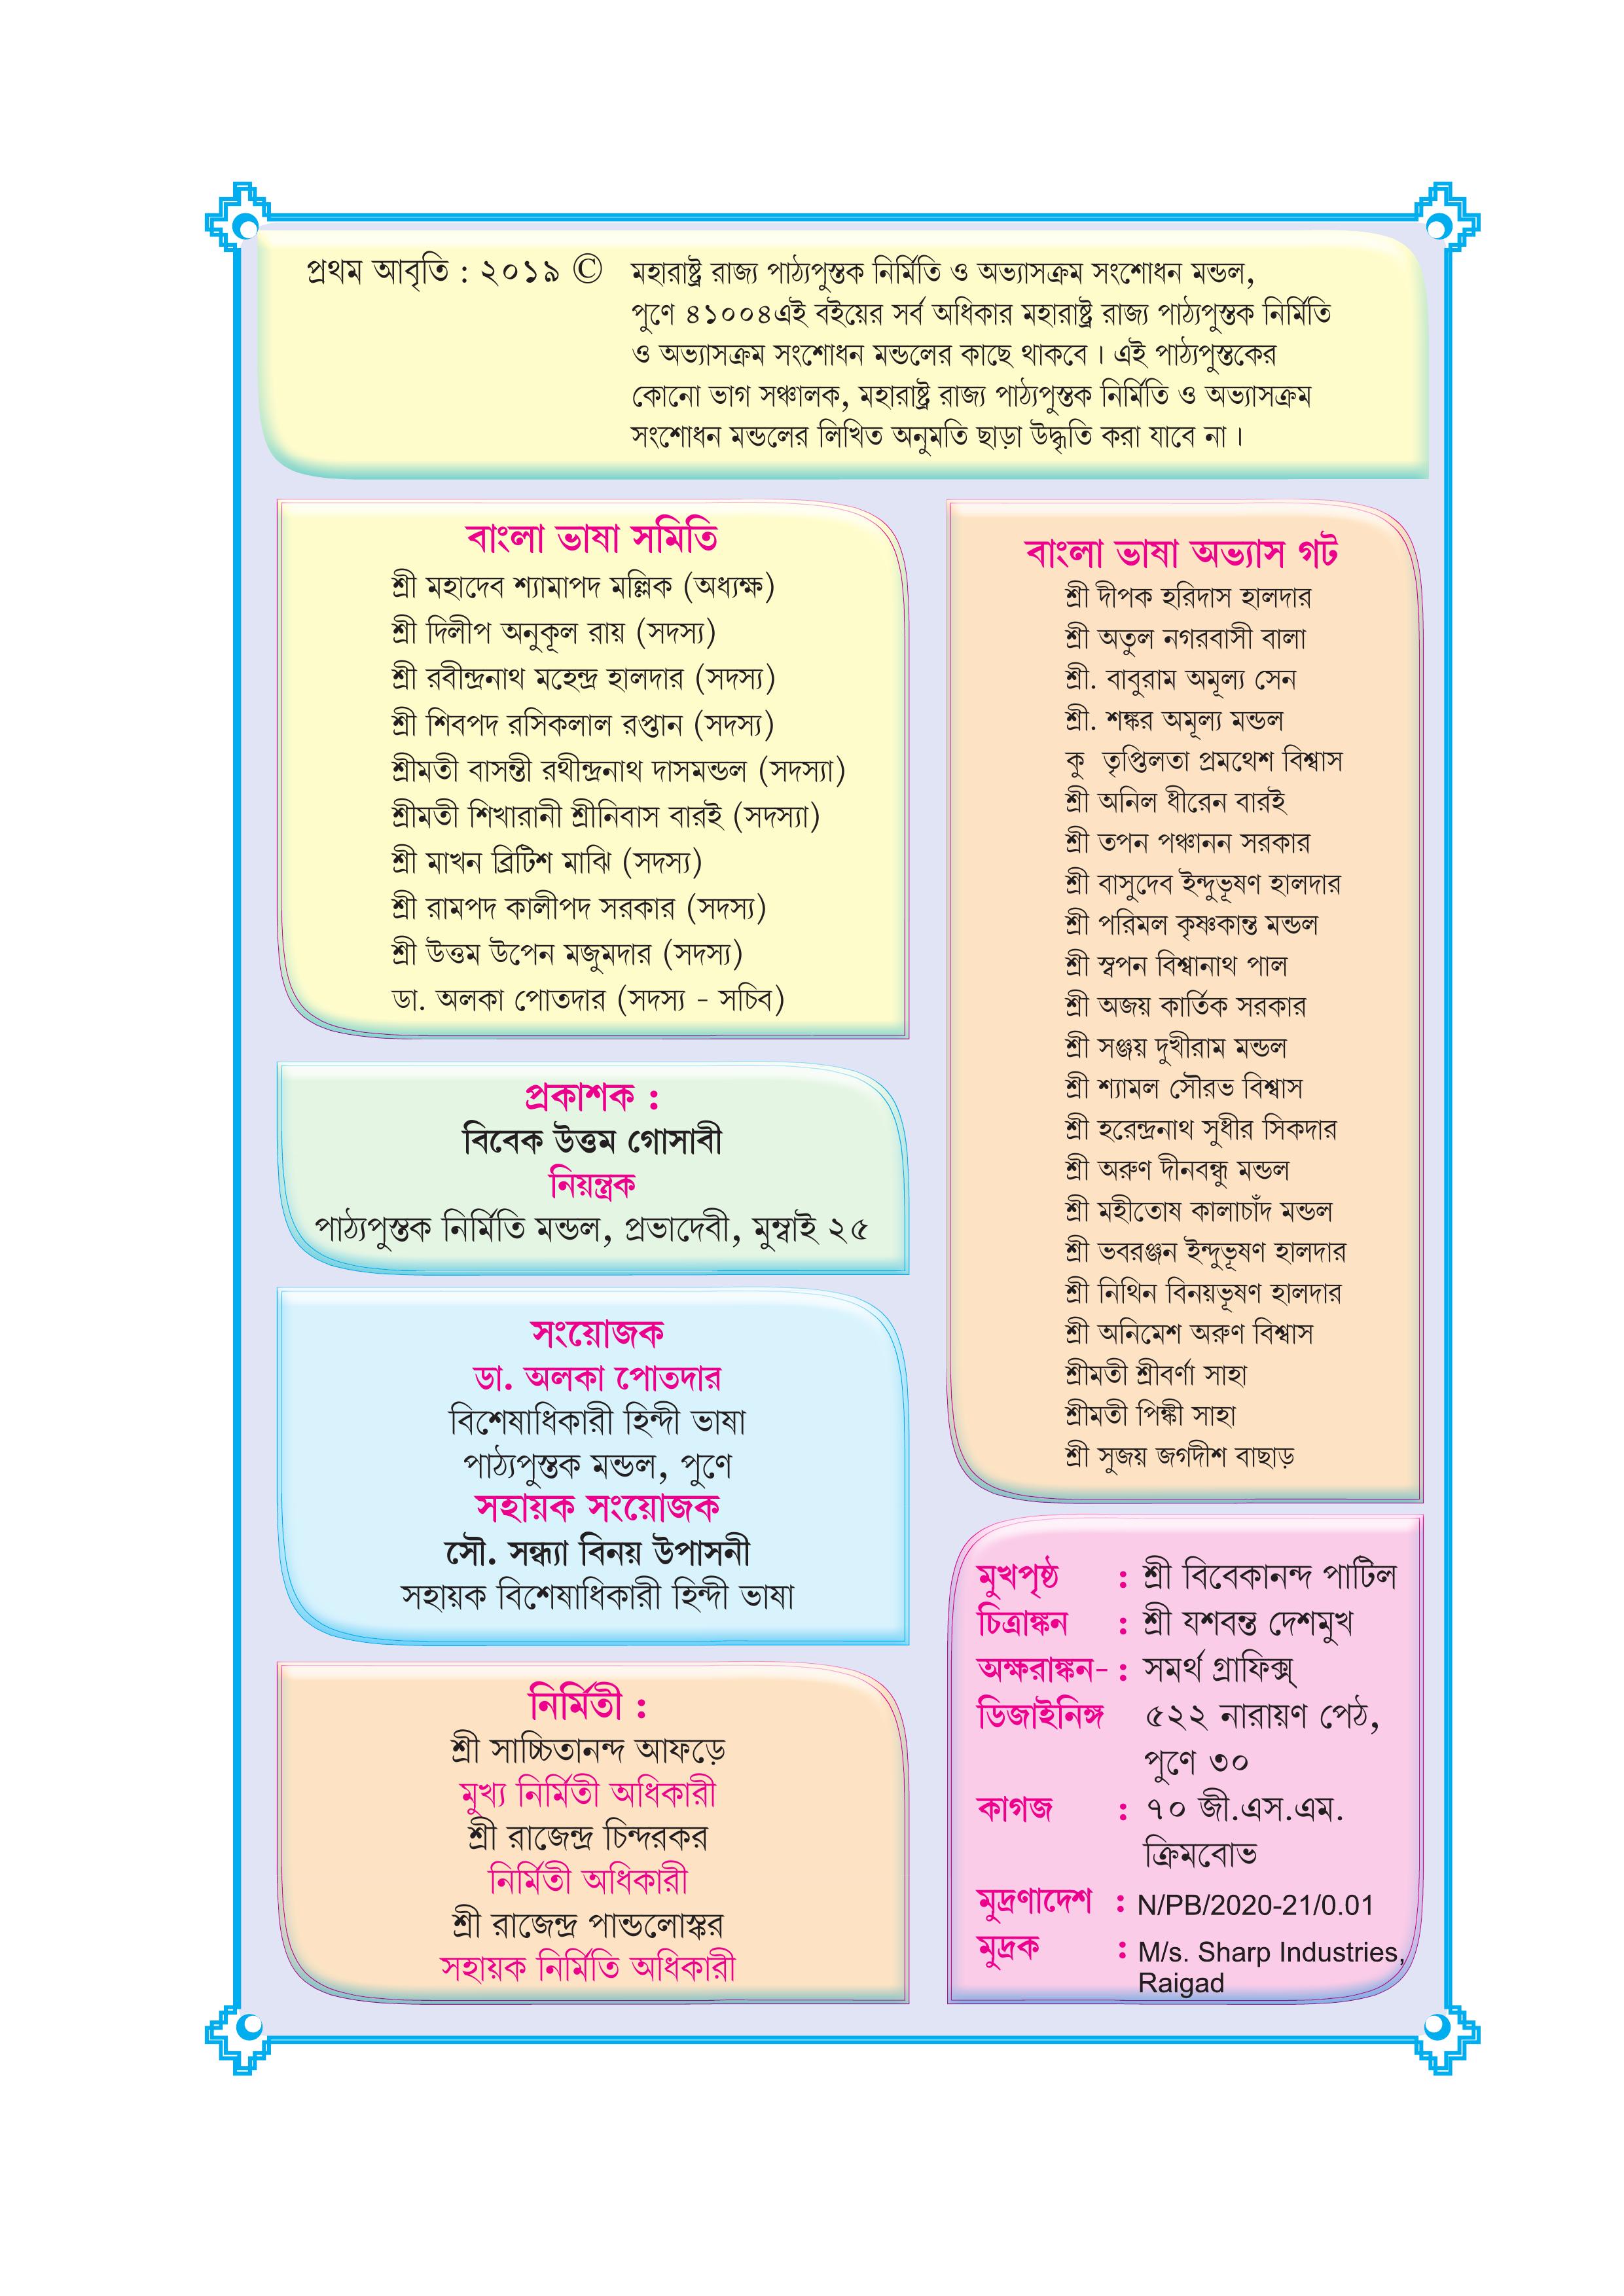 প্রথম আবৃতি : ২০১৯ © মহারাষ্ট্র রাজ্য পাঠ্যপুস্তক নির্মিতি ও অভ্যাসক্রম সংশোধন মন্ডল,
পুণে ৪১০০৪এই বইয়ের সর্ব অধিকার মহারাষ্ট্র রাজ্য পাঠ্যপুস্তক নির্মিতি
ও অভ্যাসক্রম সংশোধন মন্ডলের কাছে থাকবে । এই পাঠ্যপুস্তকের
কোনো ভাগ সঞ্চালক, মহারাষ্ট্র রাজ্য পাঠ্যপুস্তক নির্মিতি ও অভ্যাসক্রম
সংশোধন মন্ডলের লিখিত অনুমতি ছাড়া উদ্ধৃতি করা যাবে না ।
বাংলা ভাষা সমিতি
শ্রী মহাদেব শ্যামাপদ মল্লিক (অধ্যক্ষ)
শ্রী দিলীপ অনুকূল রায় (সদস্য)
শ্রী রবীন্দ্রনাথ মহেন্দ্র হালদার (সদস্য)
শ্রী শিবপদ রসিকলাল রপ্তান (সদস্য)
শ্রীমতী বাসন্তী রথীন্দ্রনাথ দাসমন্ডল (সদস্যা)
শ্রীমতী শিখারানী শ্রীনিবাস বারই (সদস্যা)
শ্রী মাখন ব্রিটিশ মাঝি (সদস্য)
শ্রী রামপদ কালীপদ সরকার (সদস্য)
শ্রী উত্তম উপেন মজুমদার (সদস্য)
ডা. অলকা পোতদার (সদস্য - সচিব)
প্রকাশক :
বিবেক উত্তম গোসাবী
নিয়ন্ত্রক
পাঠ্যপুস্তক নির্মিতি মন্ডল, প্রভাদেবী, মুম্বাই ২৫
সংয়োজক
ডা. অলকা পোতদার
বিশেষাধিকারী হিন্দী ভাষা
পাঠ্যপুস্তক মন্ডল, পুণে
সহায়ক সংয়োজক
সৌ. সন্ধ্যা বিনয় উপাসনী
সহায়ক বিশেষাধিকারী হিন্দী ভাষা
নির্মিতী :
শ্রী সাচ্চিতানন্দ আফড়ে
মুখ্য নির্মিতী অধিকারী
শ্রী রাজেন্দ্র চিন্দরকর
নির্মিতী অধিকারী
শ্রী রাজেন্দ্র পান্ডলোস্কর
সহায়ক নির্মিতি অধিকারী
বাংলা ভাষা অভ্যাস গট
শ্রী দীপক হরিদাস হালদার
শ্রী অতুল নগরবাসী বালা
শ্রী. বাবুরাম অমূল্য সেন
শ্রী. শঙ্কর অমূল্য মন্ডল
কু তৃপ্তিলতা প্রমথেশ বিশ্বাস
শ্রী অনিল ধীরেন বারই
শ্রী তপন পঞ্চানন সরকার
শ্রী বাসুদেব ইন্দুভূষণ হালদার
শ্রী পরিমল কৃষ্ণকান্ত মন্ডল
শ্রী স্বপন বিশ্বানাথ পাল
শ্রী অজয় কার্তিক সরকার
শ্রী সঞ্জয় দুখীরাম মন্ডল
শ্রী শ্যামল সৌরভ বিশ্বাস
শ্রী হরেন্দ্রনাথ সুধীর সিকদার
শ্রী অরুণ দীনবন্ধু মন্ডল
শ্রী মহীতোষ কালাচাঁদ মন্ডল
শ্রী ভবরঞ্জন ইন্দুভূষণ হালদার
শ্রী নিথিন বিনয়ভূষণ হালদার
শ্রী অনিমেশ অরুণ বিশ্বাস
শ্রীমতী শ্রীবর্ণা সাহা
শ্রীমতী পিঙ্কী সাহা
শ্রী সুজয় জগদীশ বাছাড়
মুখপৃষ্ঠ : শ্রী বিবেকানন্দ পাটিল
চিত্রাঙ্কন : শ্রী যশবন্ত দেশমুখ
অক্ষরাঙ্কন- : সমর্থ গ্রাফিক্স্
ডিজাইনিঙ্গ ৫২২ নারায়ণ পেঠ,
পুণে ৩০
কাগজ : ৭০ জী.এস.এম.
ক্রিমবোভ
মুদ্রণাদেশ : N/PB/2020-21/0.01
মুদ্রক : M/s. Sharp Industries,
Raigad